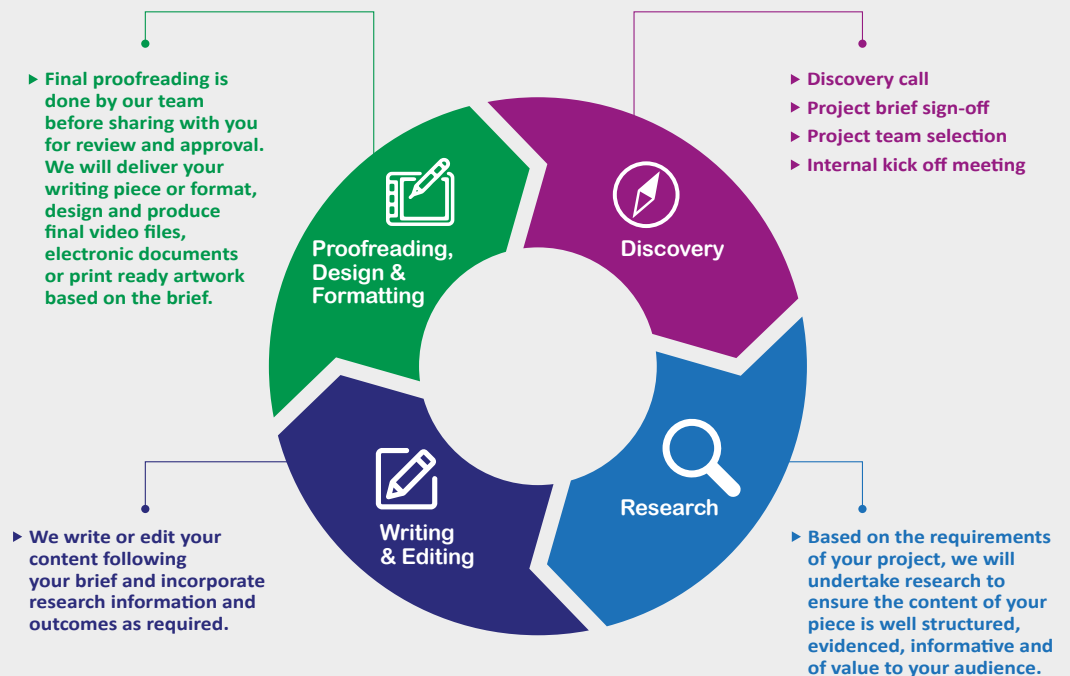 Final proofreading is
done by our team
before sharing with you
for review and approval.
We will deliver your
writing piece or format,
design and produce
final video files,
electronic documents
or print ready artwork
based on the brief.
Discovery call
Project brief sign-off
Project team selection
Internal kick off meeting
Proofreading,
Design &
Formatting
Discovery
Writing
& Editing
Research
We write or edit your
content following
your brief and incorporate
research information and
outcomes as required.
Based on the requirements
of your project, we will
undertake research to
ensure the content of your
piece is well structured,
evidenced, informative and
of value to your audience.